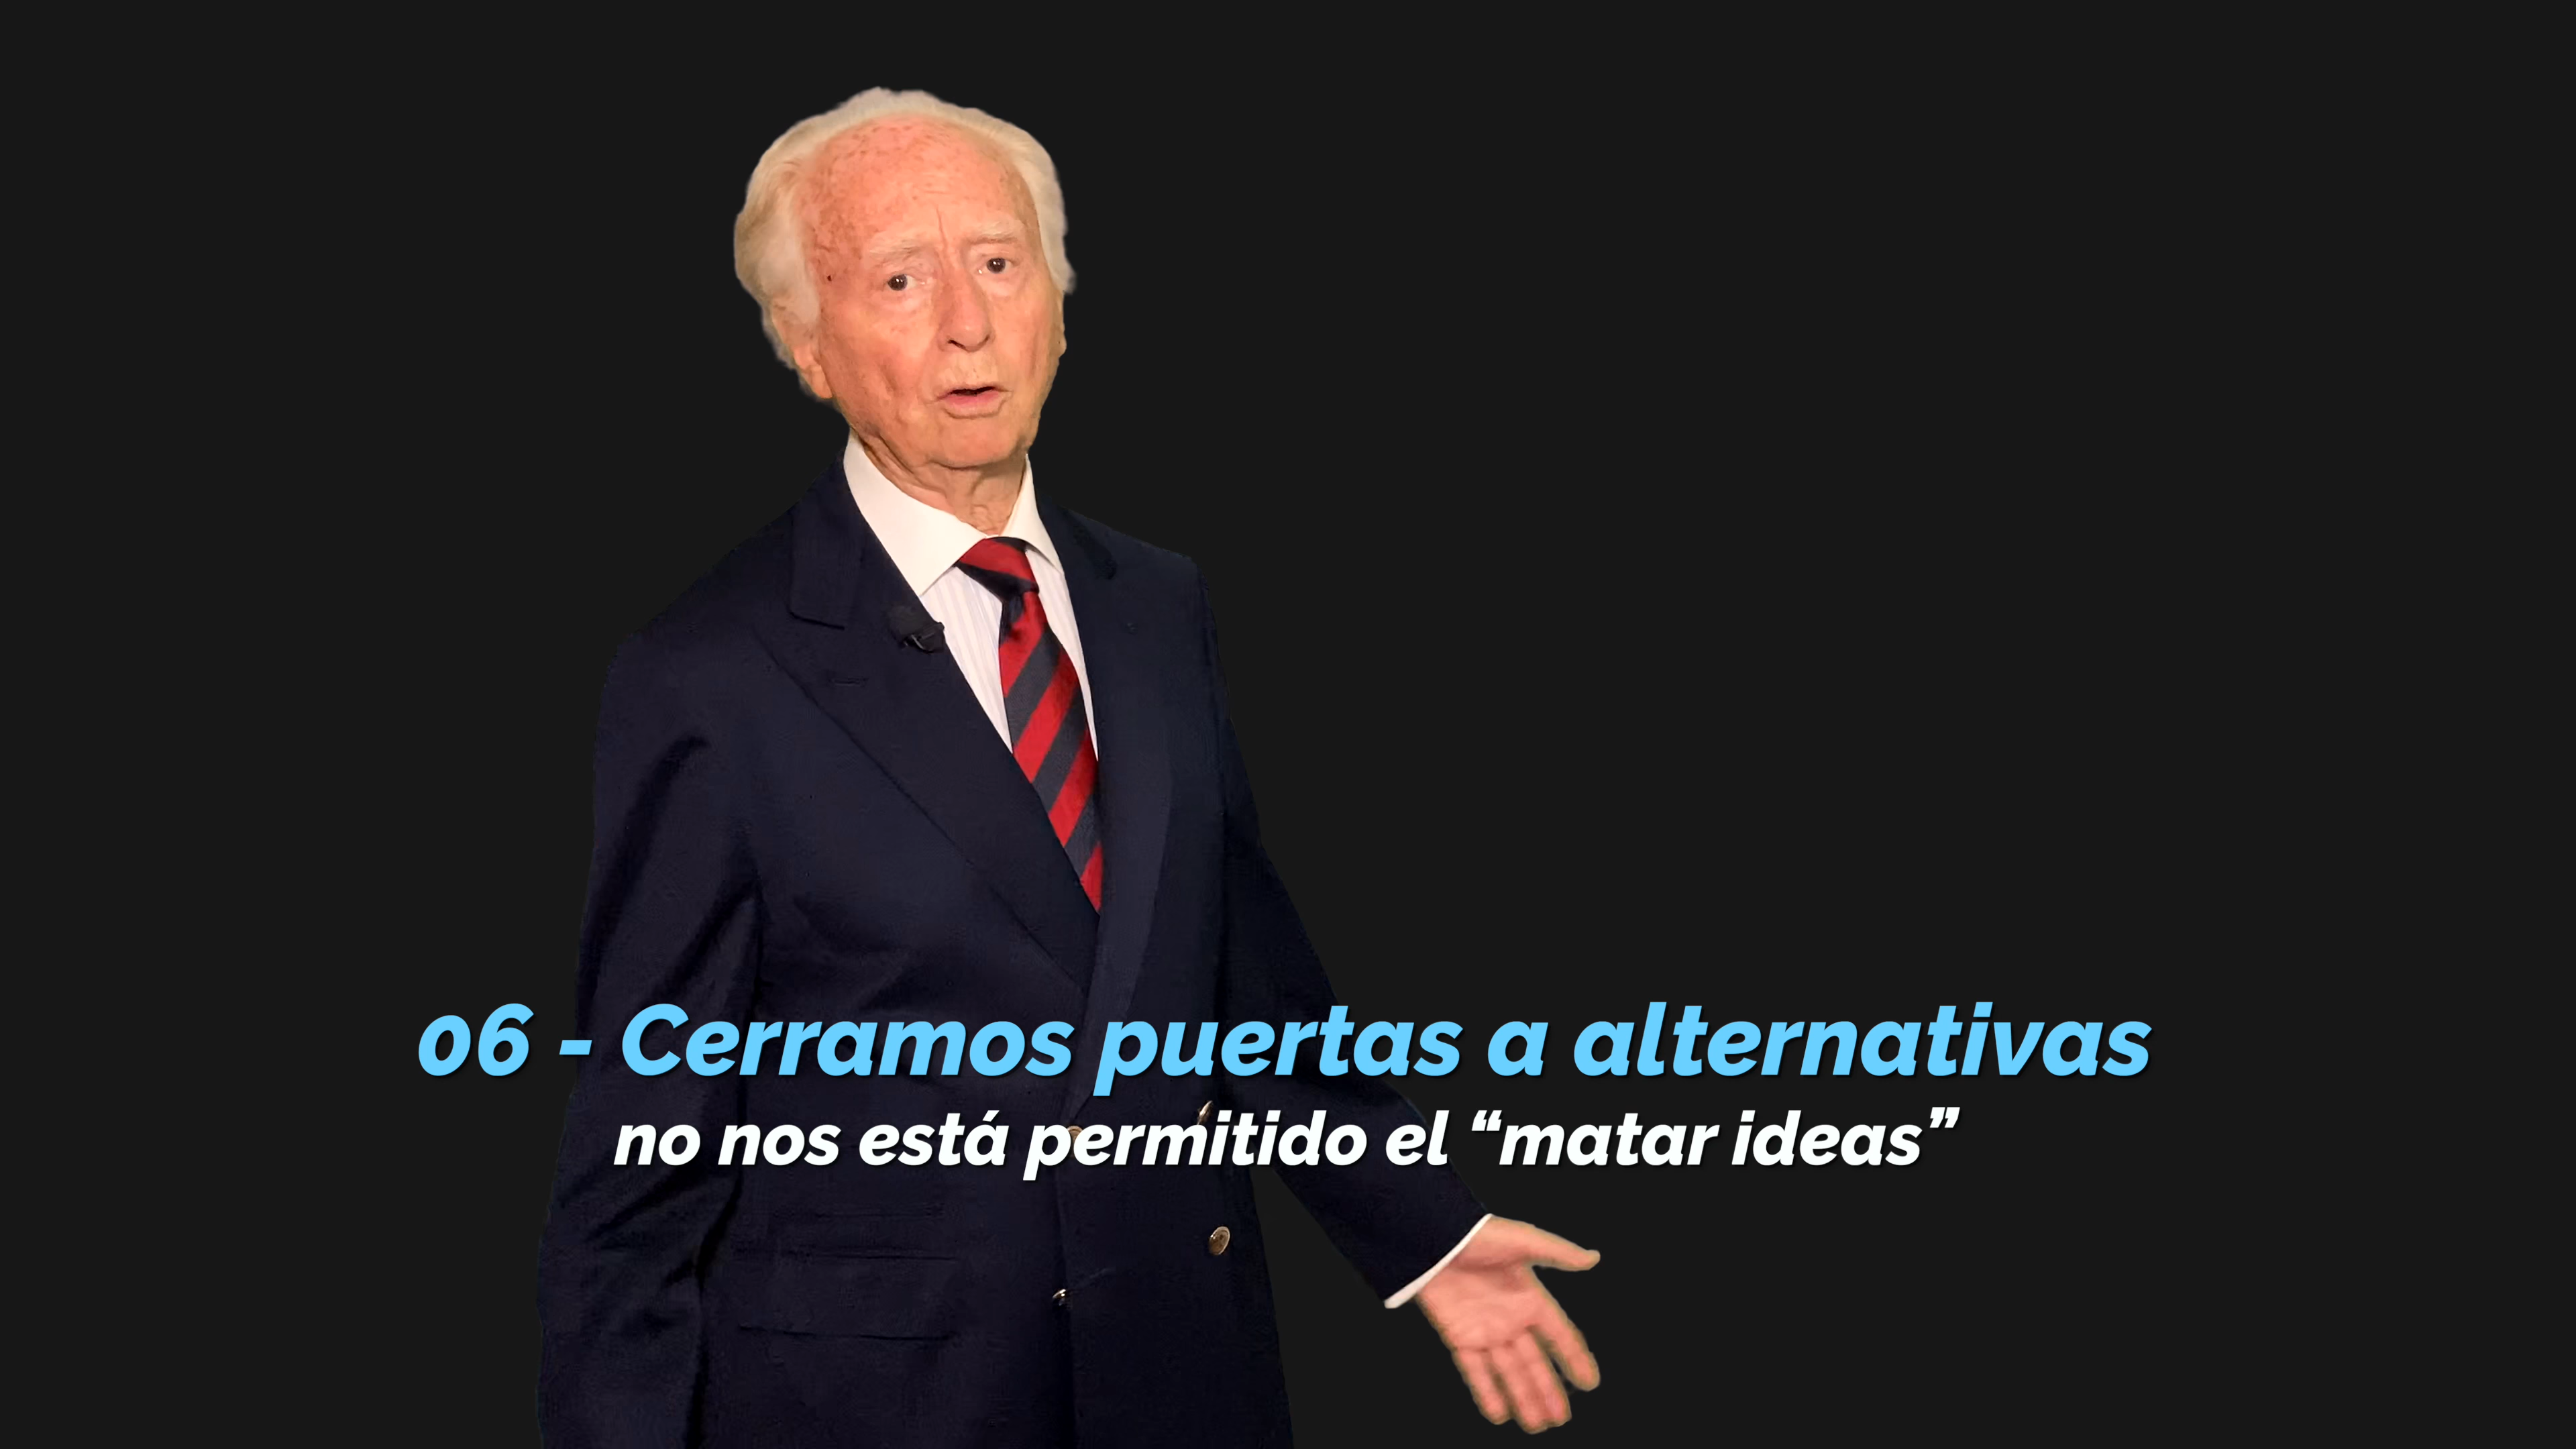 06 - Cerramos puertas a alternativas
no nos está permitido el “matar ideas”